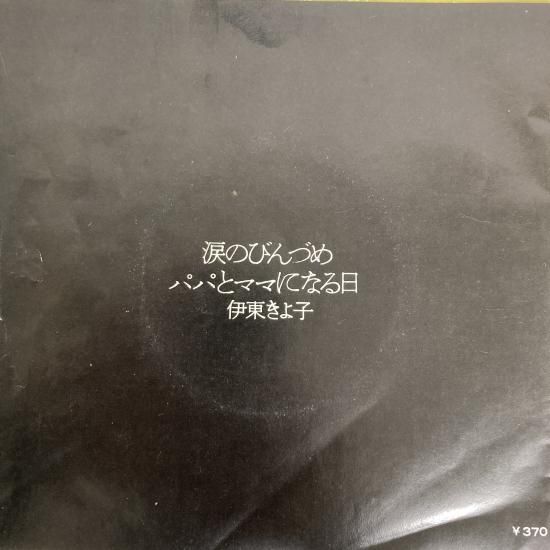 涙のびんづめ
パパとママになる日
伊東きよ子
¥370